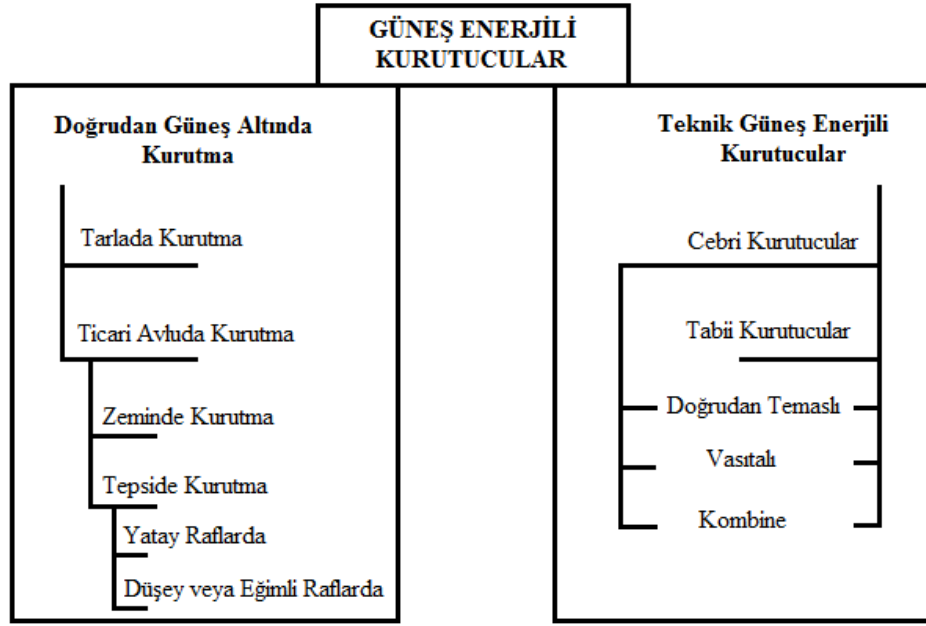 GÜNEŞ ENERJİLİ
KURUTUCULAR
Doğrudan Güneş Altında
Kurutma
Tarlada Kurutma
Ticari Avluda Kurutma
Zeminde Kurutma
Tepside Kurutma
Yatay Raflarda
Düşey veya Eğimli Raflarda
Teknik Güneş Enerjili
Kurutucular
Cebri Kurutucular
Tabii Kurutucular
Doğrudan Temaslı
Vasıtalı
Kombine